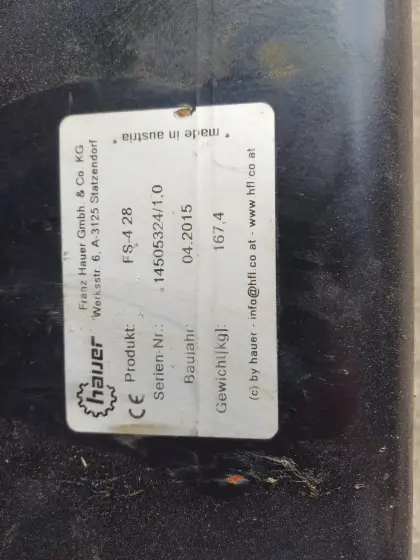 hauer
Franz Hauer Gmbh & Co. KG
Werksstr. 6, A-3125 Statzendorf
CE Produkt: FS-4 28
Serien-Nr.: 14505324/1,0
Baujahr 04.2015
Gewicht[kg]: 167,4
* made in austria *
(c) by hauer - info@hfl.co at - www hfl.co at